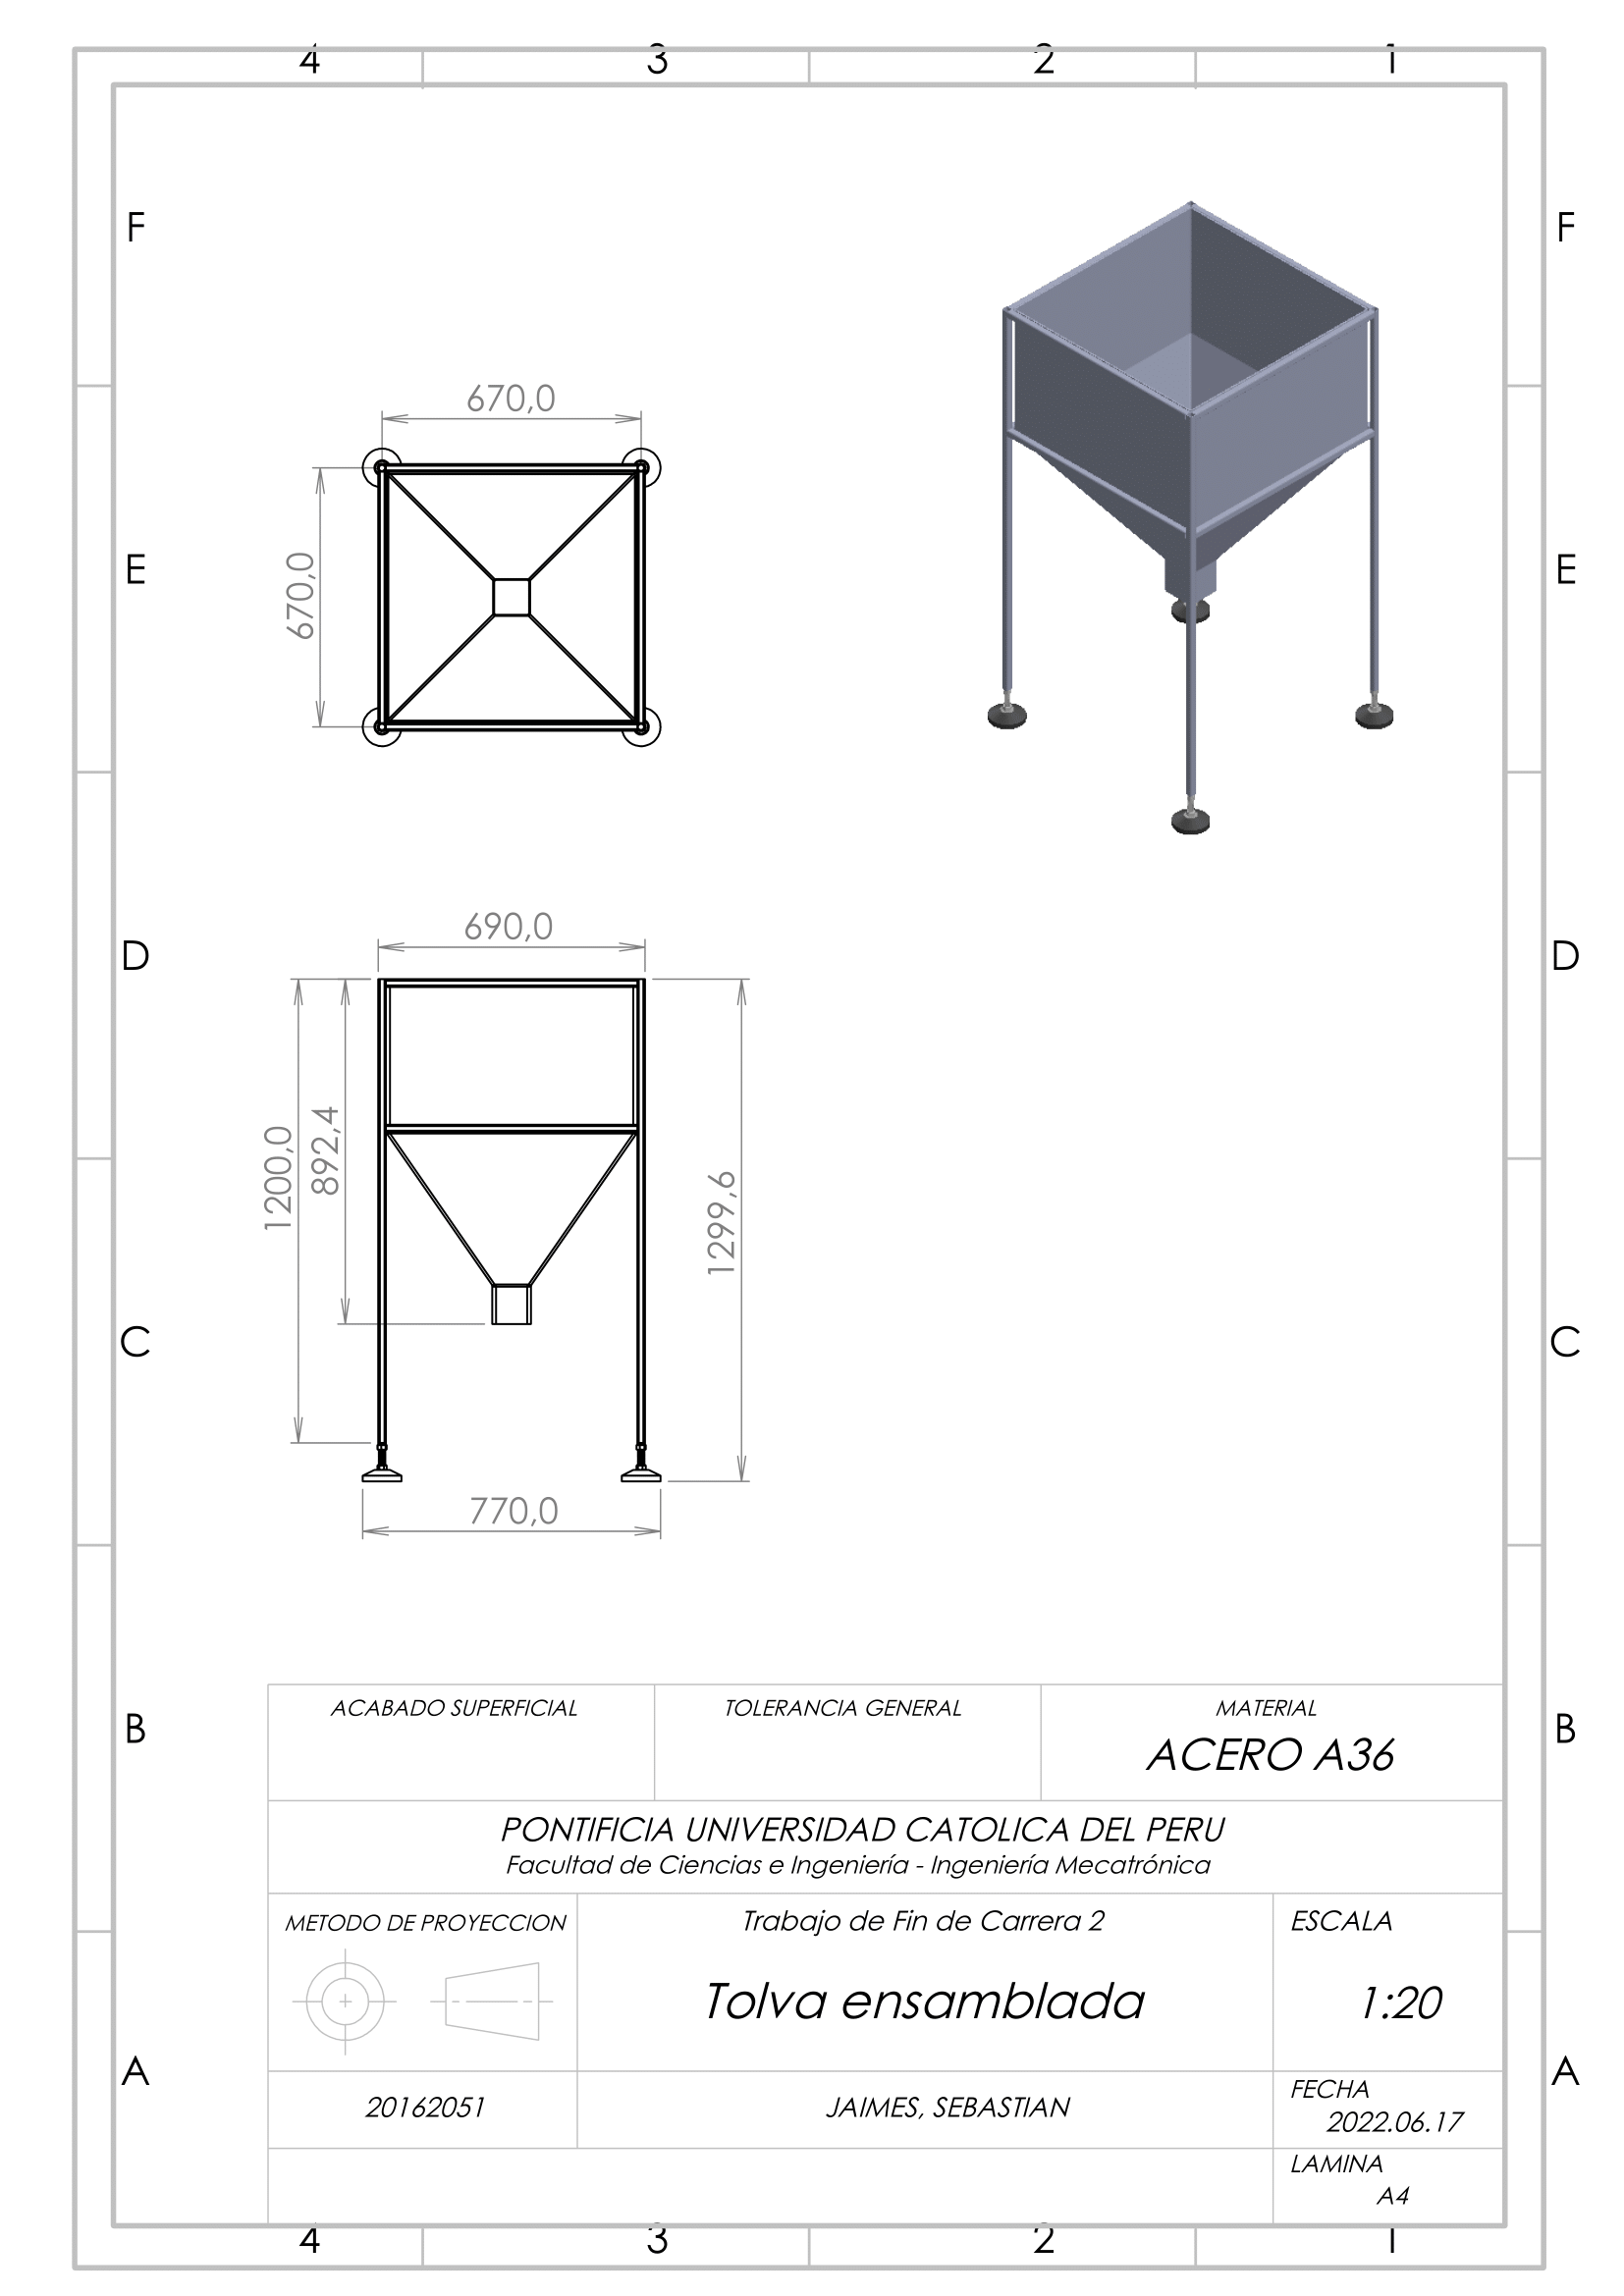 4 3 2 1
F F
670,0
E E
670,0
690,0
D D
1200,0
892,4
1299,6
C C
770,0
ACABADO SUPERFICIAL
TOLERANCIA GENERAL
MATERIAL
B B
ACERO A36
PONTIFICIA UNIVERSIDAD CATOLICA DEL PERU
Facultad de Ciencias e Ingeniería - Ingeniería Mecatrónica
METODO DE PROYECCION
Trabajo de Fin de Carrera 2
ESCALA
Tolva ensamblada
1:20
A A
20162051
JAIMES, SEBASTIAN
FECHA
2022.06.17
LAMINA
A4
4 3 2 1